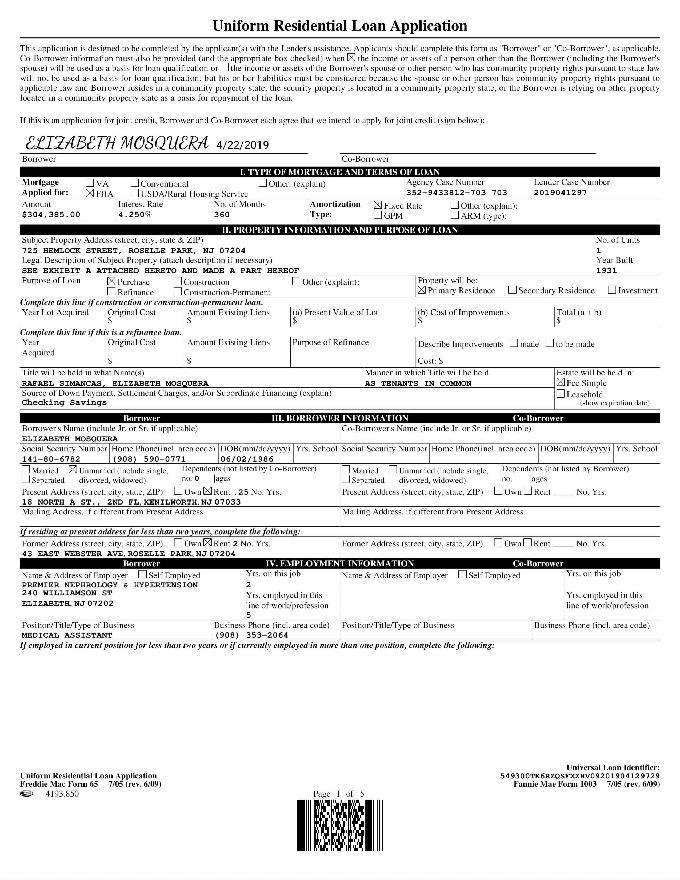 Uniform Residential Loan Application
This application is designed to be completed by the applicant(s) with the Lender's assistance. Applicants should complete this form as "Borrower" or "Co-Borrower", as applicable.
Co-Borrower information must also be provided (and the appropriate box checked) when ☒ the income or assets of a person other than the Borrower (including the Borrower's
spouse) will be used as a basis for loan qualification or ☐ the income or assets of the Borrower's spouse or other person who has community property rights pursuant to state law
will not be used as a basis for loan qualification, but his or her liabilities must be considered because the spouse or other person has community property rights pursuant to
applicable law and Borrower resides in a community property state, the security property is located in a community property state, or the Borrower is relying on other property
located in a community property state as a basis for repayment of the loan.
If this is an application for joint credit, Borrower and Co-Borrower each agree that we intend to apply for joint credit (sign below):
ELIZABETH MOSQUERA 4/22/2019
Borrower Co-Borrower
I. TYPE OF MORTGAGE AND TERMS OF LOAN
Mortgage ☐ VA ☐ Conventional ☐ Other: (explain) Agency Case Number Lender Case Number
Applied for: ☒ FHA ☐ USDA/Rural Housing Service 352-9433812-703 703 2019041297
Amount Interest Rate No. of Months Amortization ☒ Fixed Rate ☐ Other (explain):
$304,385.00 4.250% 360 Type: ☐ GPM ☐ ARM (type):
II. PROPERTY INFORMATION AND PURPOSE OF LOAN
Subject Property Address (street, city, state & ZIP) No. of Units
725 HEMLOCK STREET, ROSELLE PARK, NJ 07204 1
Legal Description of Subject Property (attach description if necessary) Year Built
SEE EXHIBIT A ATTACHED HERETO AND MADE A PART HEREOF 1931
Purpose of Loan ☒ Purchase ☐ Construction ☐ Other (explain): Property will be:
☐ Refinance ☐ Construction-Permanent ☒ Primary Residence ☐ Secondary Residence ☐ Investment
Complete this line if construction or construction-permanent loan.
Year Lot Acquired Original Cost Amount Existing Liens (a) Present Value of Lot (b) Cost of Improvements Total (a + b)
$ $ $ $ $
Complete this line if this is a refinance loan.
Year Original Cost Amount Existing Liens Purpose of Refinance Describe Improvements ☐ made ☐ to be made
Acquired
$ $ Cost: $
Title will be held in what Name(s) Manner in which Title will be held Estate will be held in:
RAFAEL SIMANCAS, ELIZABETH MOSQUERA AS TENANTS IN COMMON ☒ Fee Simple
Source of Down Payment, Settlement Charges, and/or Subordinate Financing (explain) ☐ Leasehold
Checking Savings (show expiration date)
Borrower III. BORROWER INFORMATION Co-Borrower
Borrower's Name (include Jr. or Sr. if applicable) Co-Borrower's Name (include Jr. or Sr. if applicable)
ELIZABETH MOSQUERA
Social Security Number Home Phone(incl. area code) DOB(mm/dd/yyyy) Yrs. School Social Security Number Home Phone(incl. area code) DOB(mm/dd/yyyy) Yrs. School
141-80-6782 (908) 590-0771 06/02/1986
☐ Married ☒ Unmarried (include single, Dependents (not listed by Co-Borrower) ☐ Married ☐ Unmarried (include single, Dependents (not listed by Borrower)
☐ Separated divorced, widowed) no. 0 ages ☐ Separated divorced, widowed) no. ages
Present Address (street, city, state, ZIP) ☐ Own ☒ Rent .25 No. Yrs. Present Address (street, city, state, ZIP) ☐ Own ☐ Rent ____ No. Yrs.
18 NORTH A ST., 2ND FL, KENILWORTH, NJ 07033
Mailing Address, if different from Present Address Mailing Address, if different from Present Address
If residing at present address for less than two years, complete the following:
Former Address (street, city, state, ZIP) ☐ Own ☒ Rent 2 No. Yrs. Former Address (street, city, state, ZIP) ☐ Own ☐ Rent ____ No. Yrs.
43 EAST WEBSTER AVE, ROSELLE PARK, NJ 07204
Borrower IV. EMPLOYMENT INFORMATION Co-Borrower
Name & Address of Employer ☐ Self Employed Yrs. on this job Name & Address of Employer ☐ Self Employed Yrs. on this job
PREMIER NEPHROLOGY & HYPERTENSION 2
240 WILLIAMSON ST Yrs. employed in this Yrs. employed in this
ELIZABETH, NJ 07202 line of work/profession line of work/profession
5
Position/Title/Type of Business Business Phone (incl. area code) Position/Title/Type of Business Business Phone (incl. area code)
MEDICAL ASSISTANT (908) 353-2064
If employed in current position for less than two years or if currently employed in more than one position, complete the following:
Universal Loan Identifier:
Uniform Residential Loan Application
Freddie Mac Form 65 7/05 (rev. 6/09) Fannie Mae Form 1003 7/05 (rev. 6/09)
4193.850 Page 1 of 5